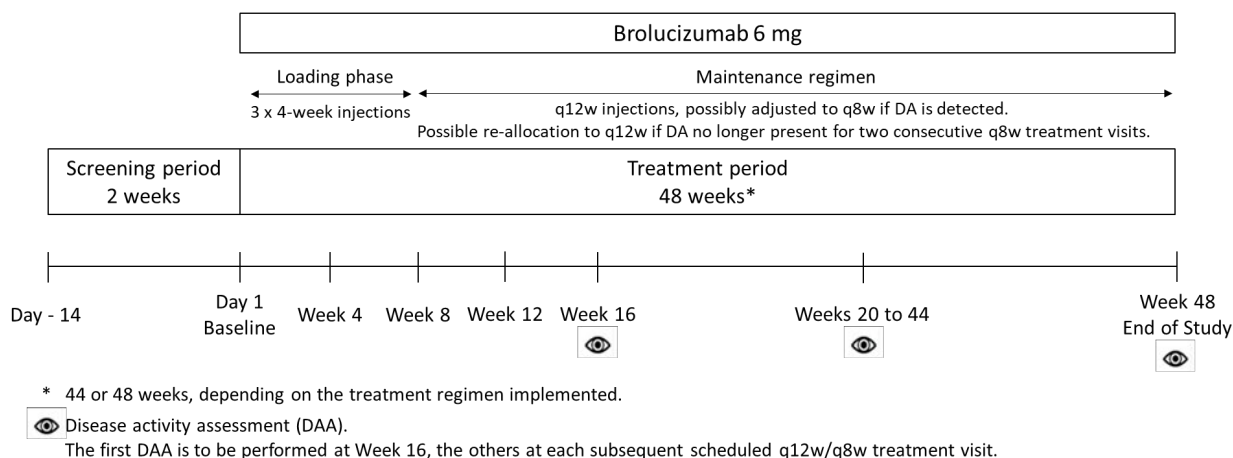 Brolucizumab 6 mg
Loading phase
Maintenance regimen
3 x 4-week injections
q12w injections, possibly adjusted to q8w if DA is detected.
Possible re-allocation to q12w if DA no longer present for two consecutive q8w treatment visits.
Screening period
2 weeks
Treatment period
48 weeks*
Day - 14
Day 1
Baseline
Week 4
Week 8
Week 12
Week 16
Weeks 20 to 44
Week 48
End of Study
* 44 or 48 weeks, depending on the treatment regimen implemented.
Disease activity assessment (DAA).
The first DAA is to be performed at Week 16, the others at each subsequent scheduled q12w/q8w treatment visit.